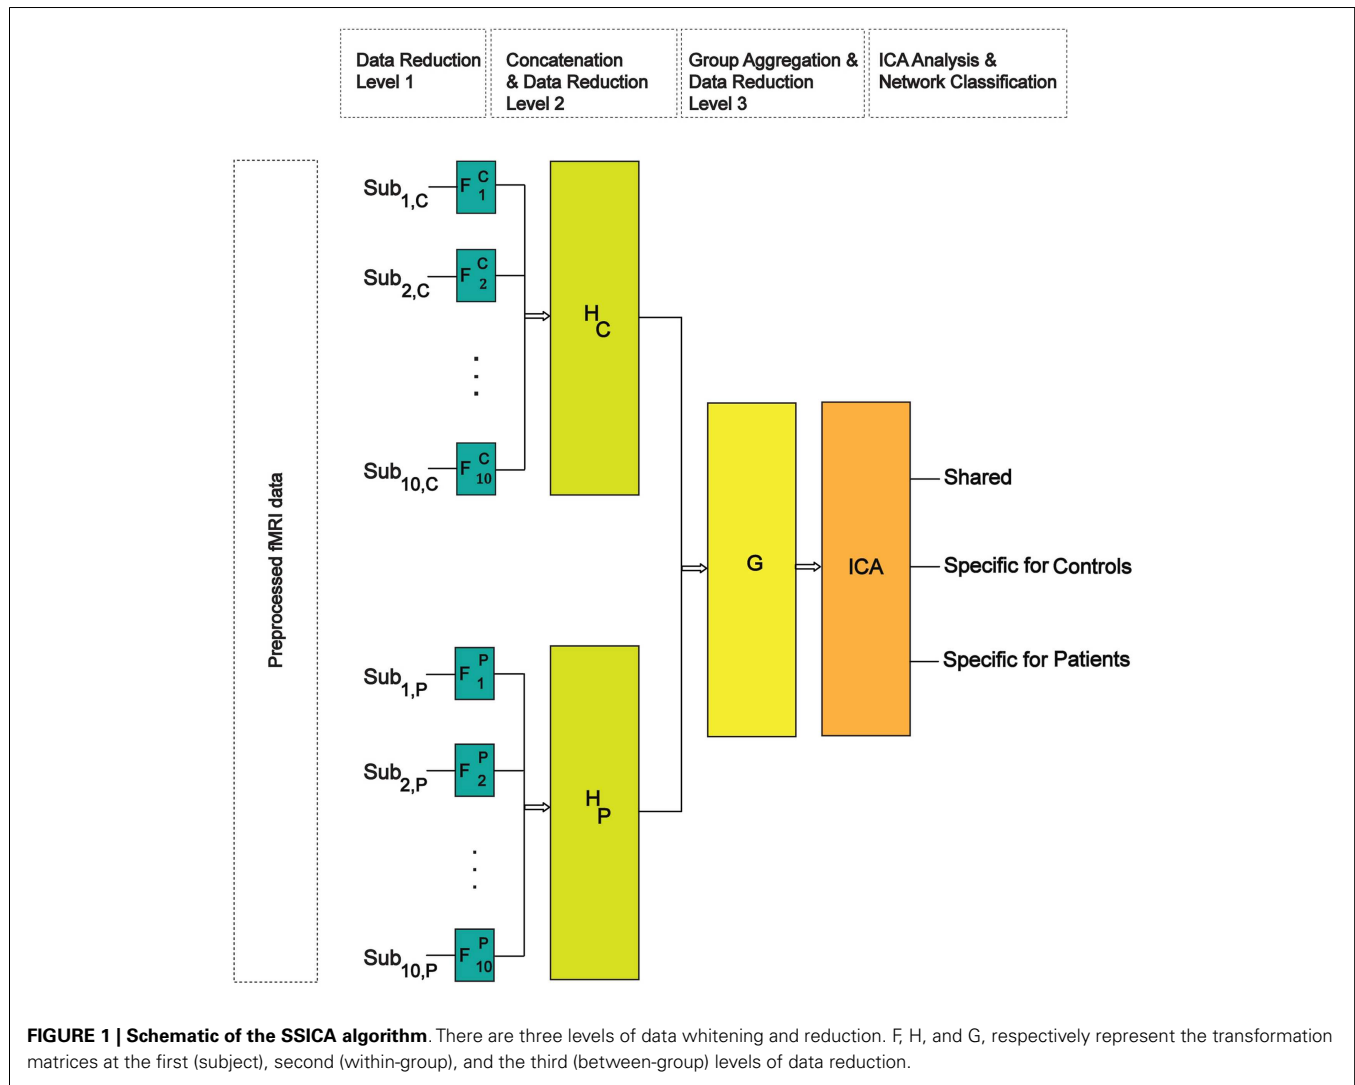 Data Reduction
Level 1
Concatenation
& Data Reduction
Level 2
Group Aggregation &
Data Reduction
Level 3
ICA Analysis &
Network Classification
Preprocessed fMRI data
Sub1,C
F C 1
Sub2,C
F C 2
Sub10,C
F C 10
HC
Sub1,P
F P 1
Sub2,P
F P 2
Sub10,P
F P 10
HP
G
ICA
Shared
Specific for Controls
Specific for Patients
FIGURE 1 | Schematic of the SSICA algorithm. There are three levels of data whitening and reduction. F, H, and G, respectively represent the transformation
matrices at the first (subject), second (within-group), and the third (between-group) levels of data reduction.